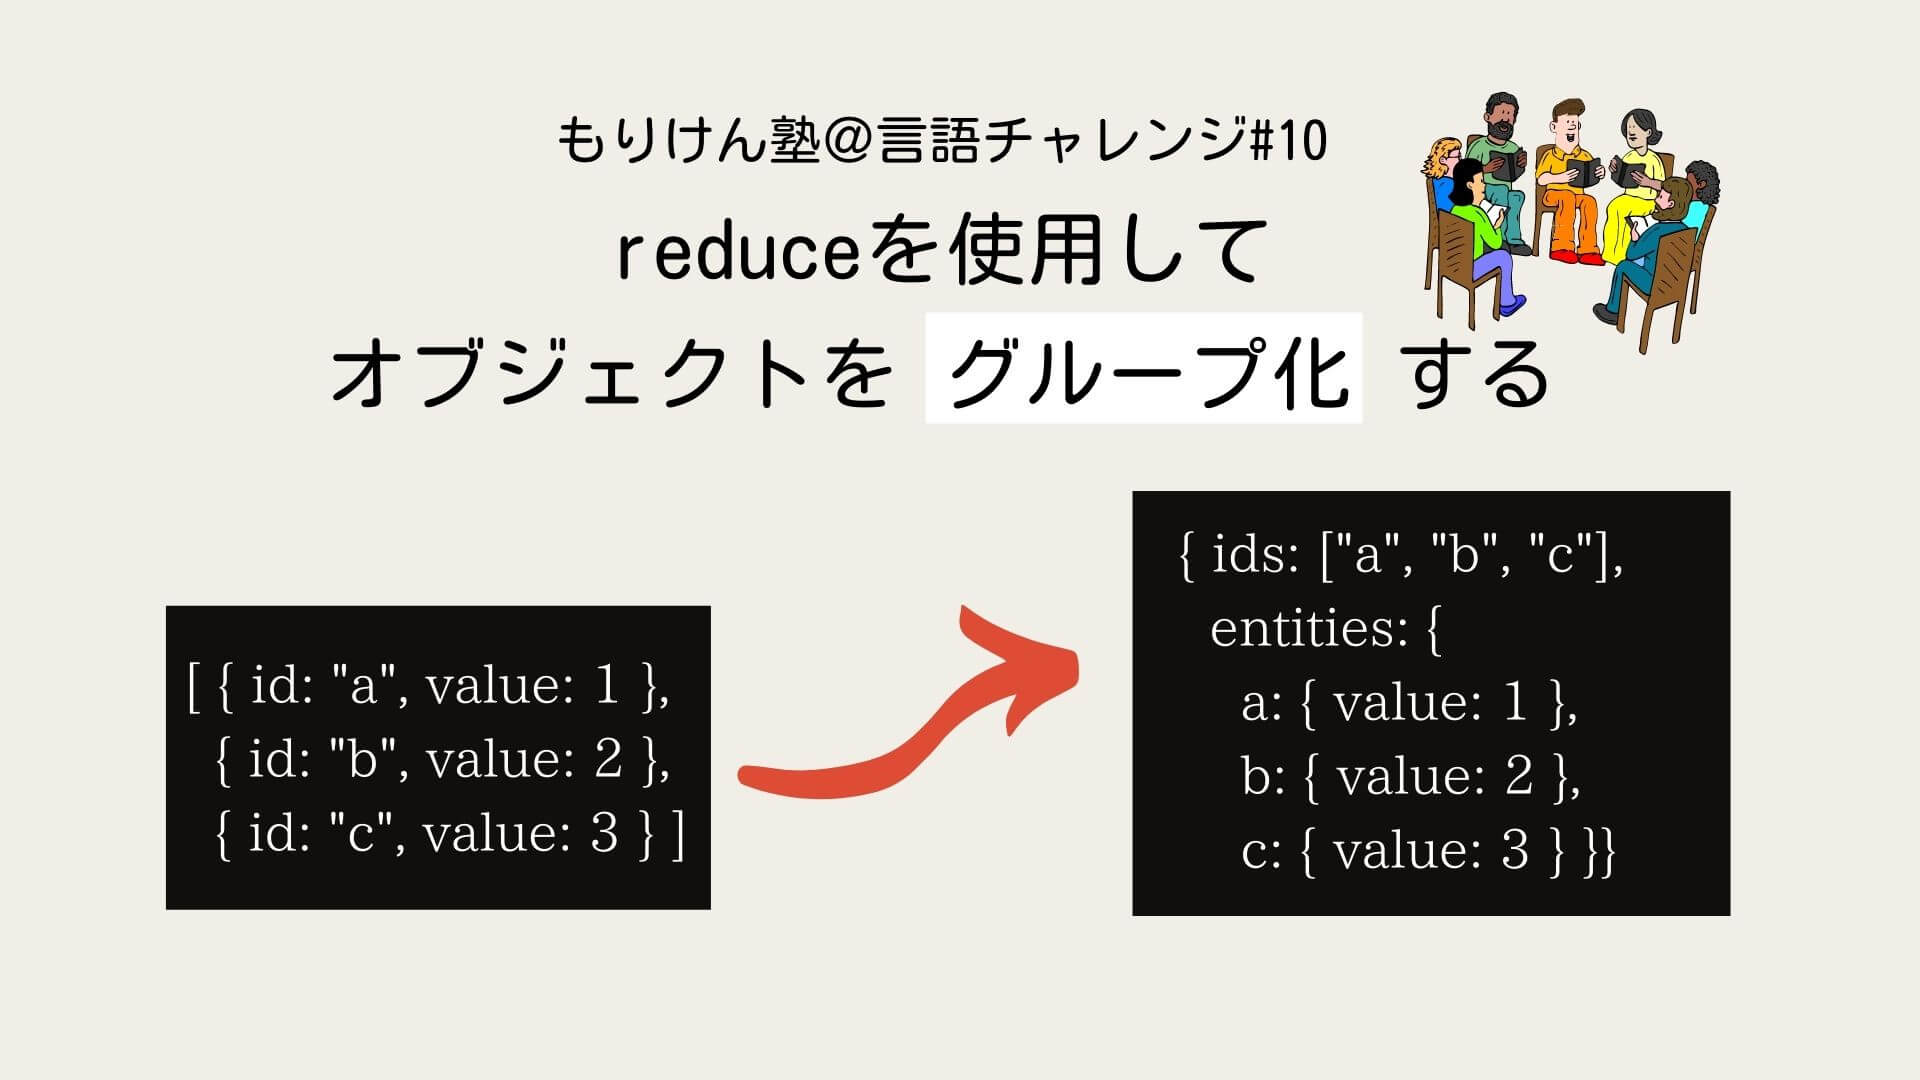 もりけん塾@言語チャレンジ#10
reduceを使用して
オブジェクトを グループ化 する
[ { id: "a", value: 1 },
{ id: "b", value: 2 },
{ id: "c", value: 3 } ]
{ ids: ["a", "b", "c"],
entities: {
a: { value: 1 },
b: { value: 2 },
c: { value: 3 } }}